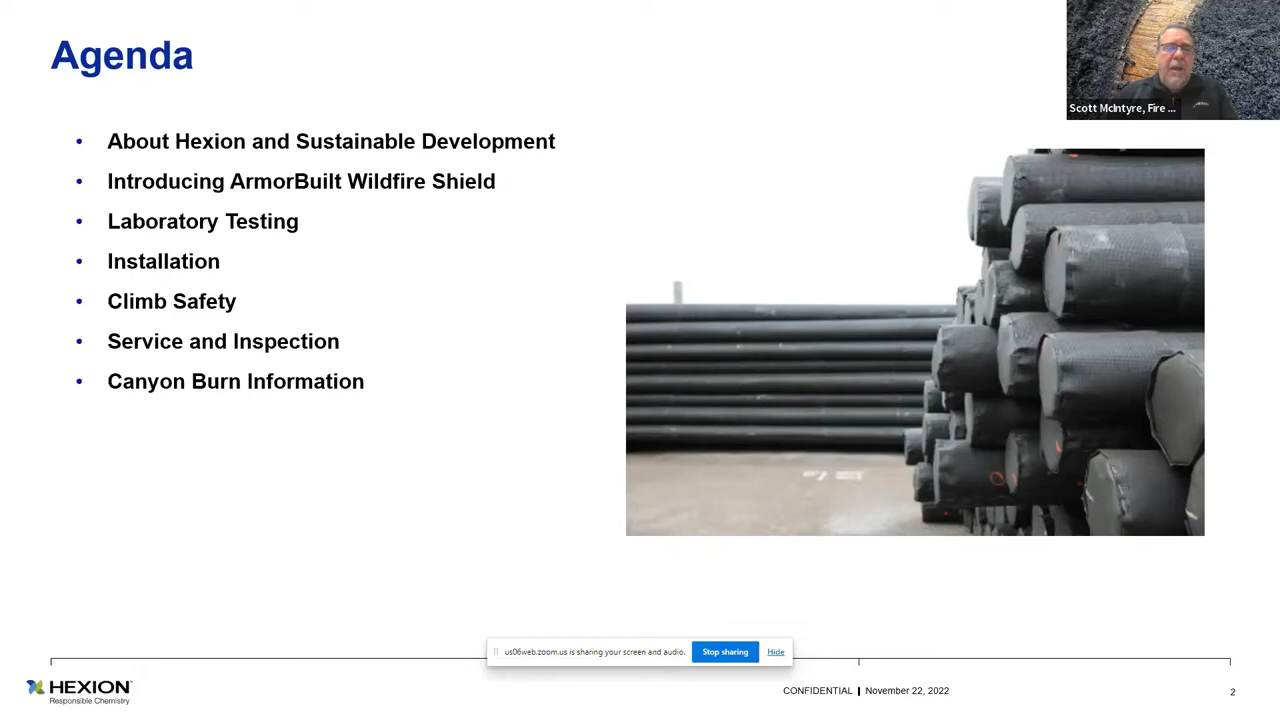 Agenda
Scott McIntyre, Fire ...
• About Hexion and Sustainable Development
• Introducing ArmorBuilt Wildfire Shield
• Laboratory Testing
• Installation
• Climb Safety
• Service and Inspection
• Canyon Burn Information
us06web.zoom.us is sharing your screen and audio. Stop sharing Hide
HEXION
Responsible Chemistry
CONFIDENTIAL | November 22, 2022
2